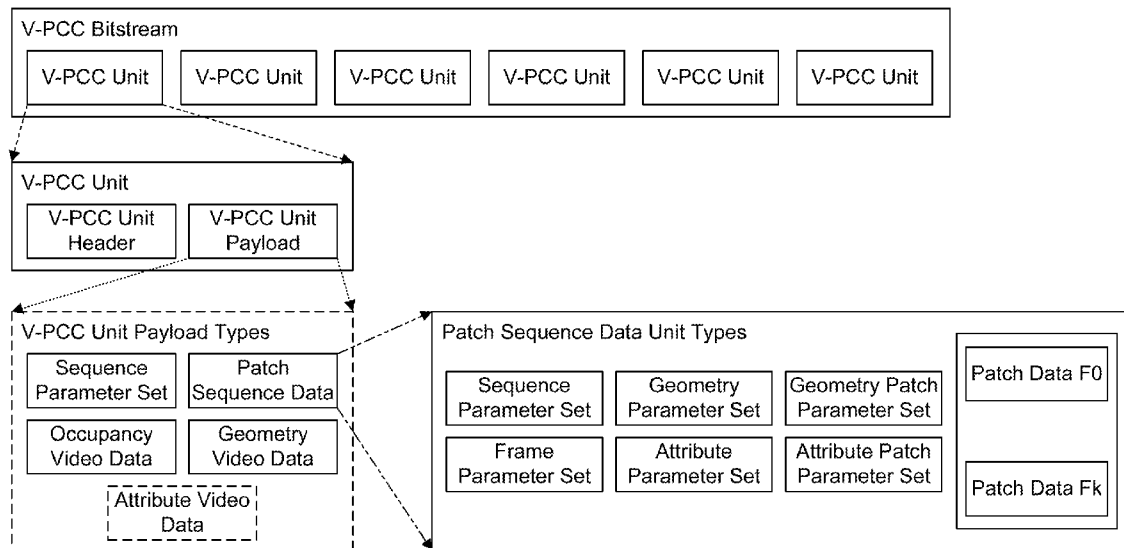 V-PCC Bitstream
V-PCC Unit
V-PCC Unit
V-PCC Unit
V-PCC Unit
V-PCC Unit
V-PCC Unit
V-PCC Unit
V-PCC Unit
Header
V-PCC Unit
Payload
V-PCC Unit Payload Types
Sequence
Parameter Set
Patch
Sequence Data
Occupancy
Video Data
Geometry
Video Data
Attribute Video
Data
Patch Sequence Data Unit Types
Sequence
Parameter Set
Geometry
Parameter Set
Geometry Patch
Parameter Set
Frame
Parameter Set
Attribute
Parameter Set
Attribute Patch
Parameter Set
Patch Data F0
Patch Data Fk